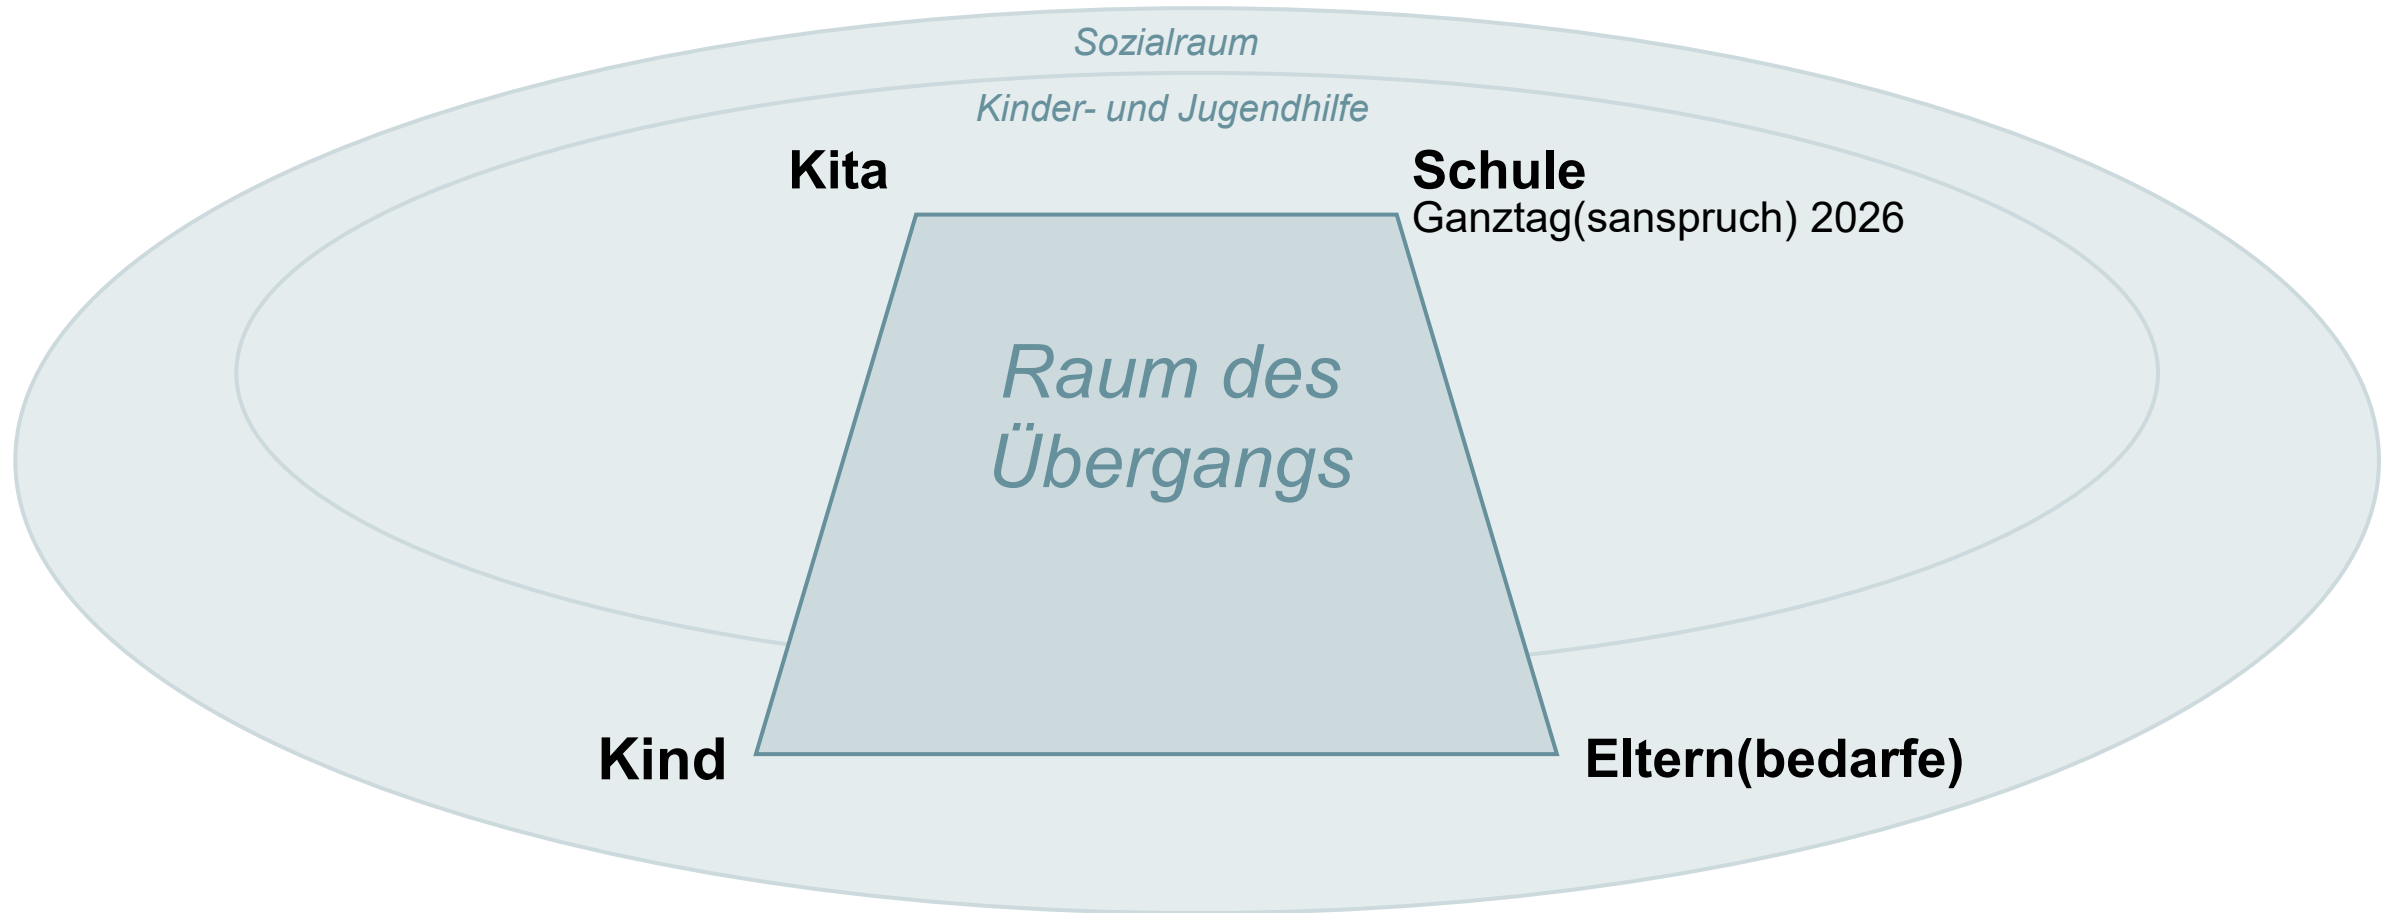 Sozialraum
Kinder- und Jugendhilfe
Kita
Schule
Ganztag(sanspruch) 2026
Raum des
Übergangs
Kind
Eltern(bedarfe)